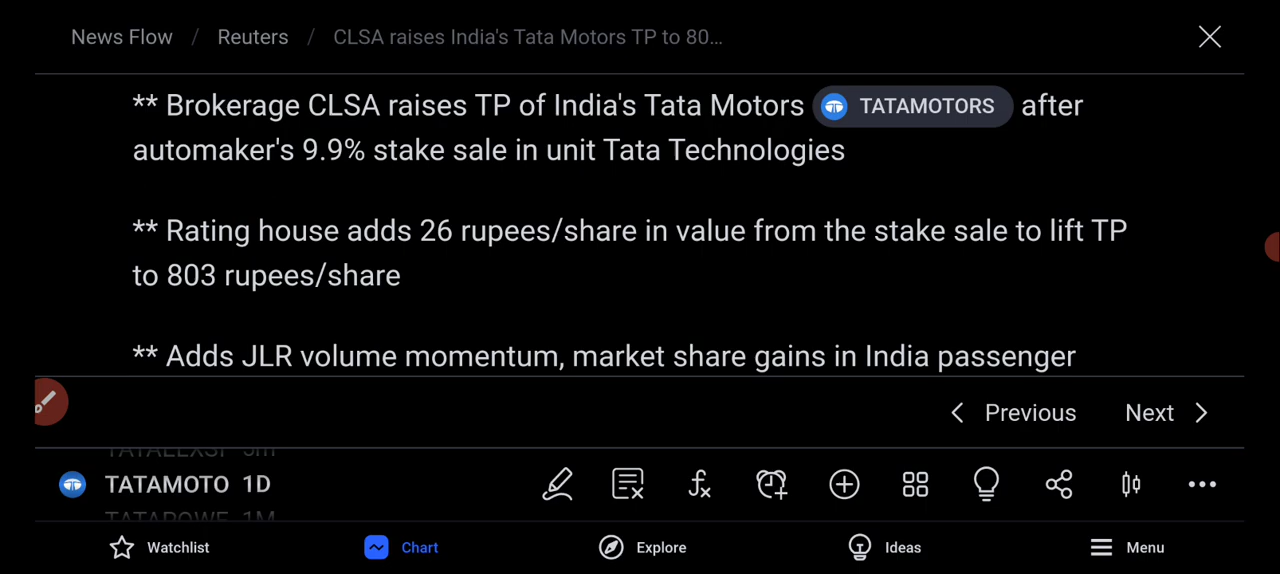 News Flow / Reuters / CLSA raises India's Tata Motors TP to 80…
** Brokerage CLSA raises TP of India's Tata Motors TATAMOTORS after
automaker's 9.9% stake sale in unit Tata Technologies
** Rating house adds 26 rupees/share in value from the stake sale to lift TP
to 803 rupees/share
** Adds JLR volume momentum, market share gains in India passenger
Previous Next
TATAMOTO 1D
Watchlist Chart Explore Ideas Menu